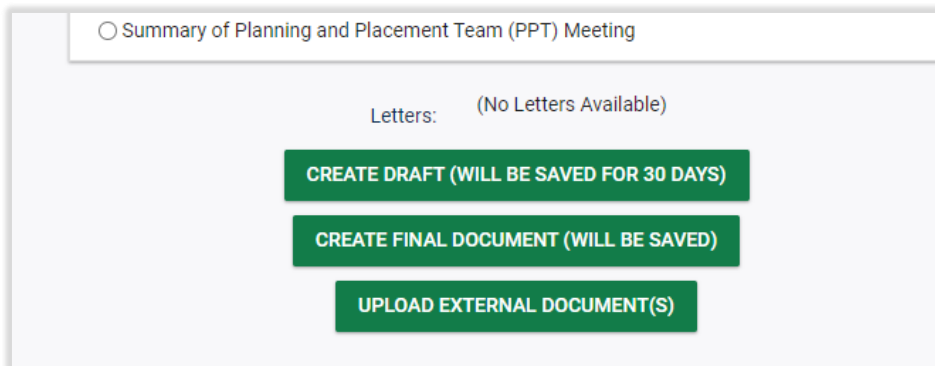 Summary of Planning and Placement Team (PPT) Meeting
Letters: (No Letters Available)
CREATE DRAFT (WILL BE SAVED FOR 30 DAYS)
CREATE FINAL DOCUMENT (WILL BE SAVED)
UPLOAD EXTERNAL DOCUMENT(S)